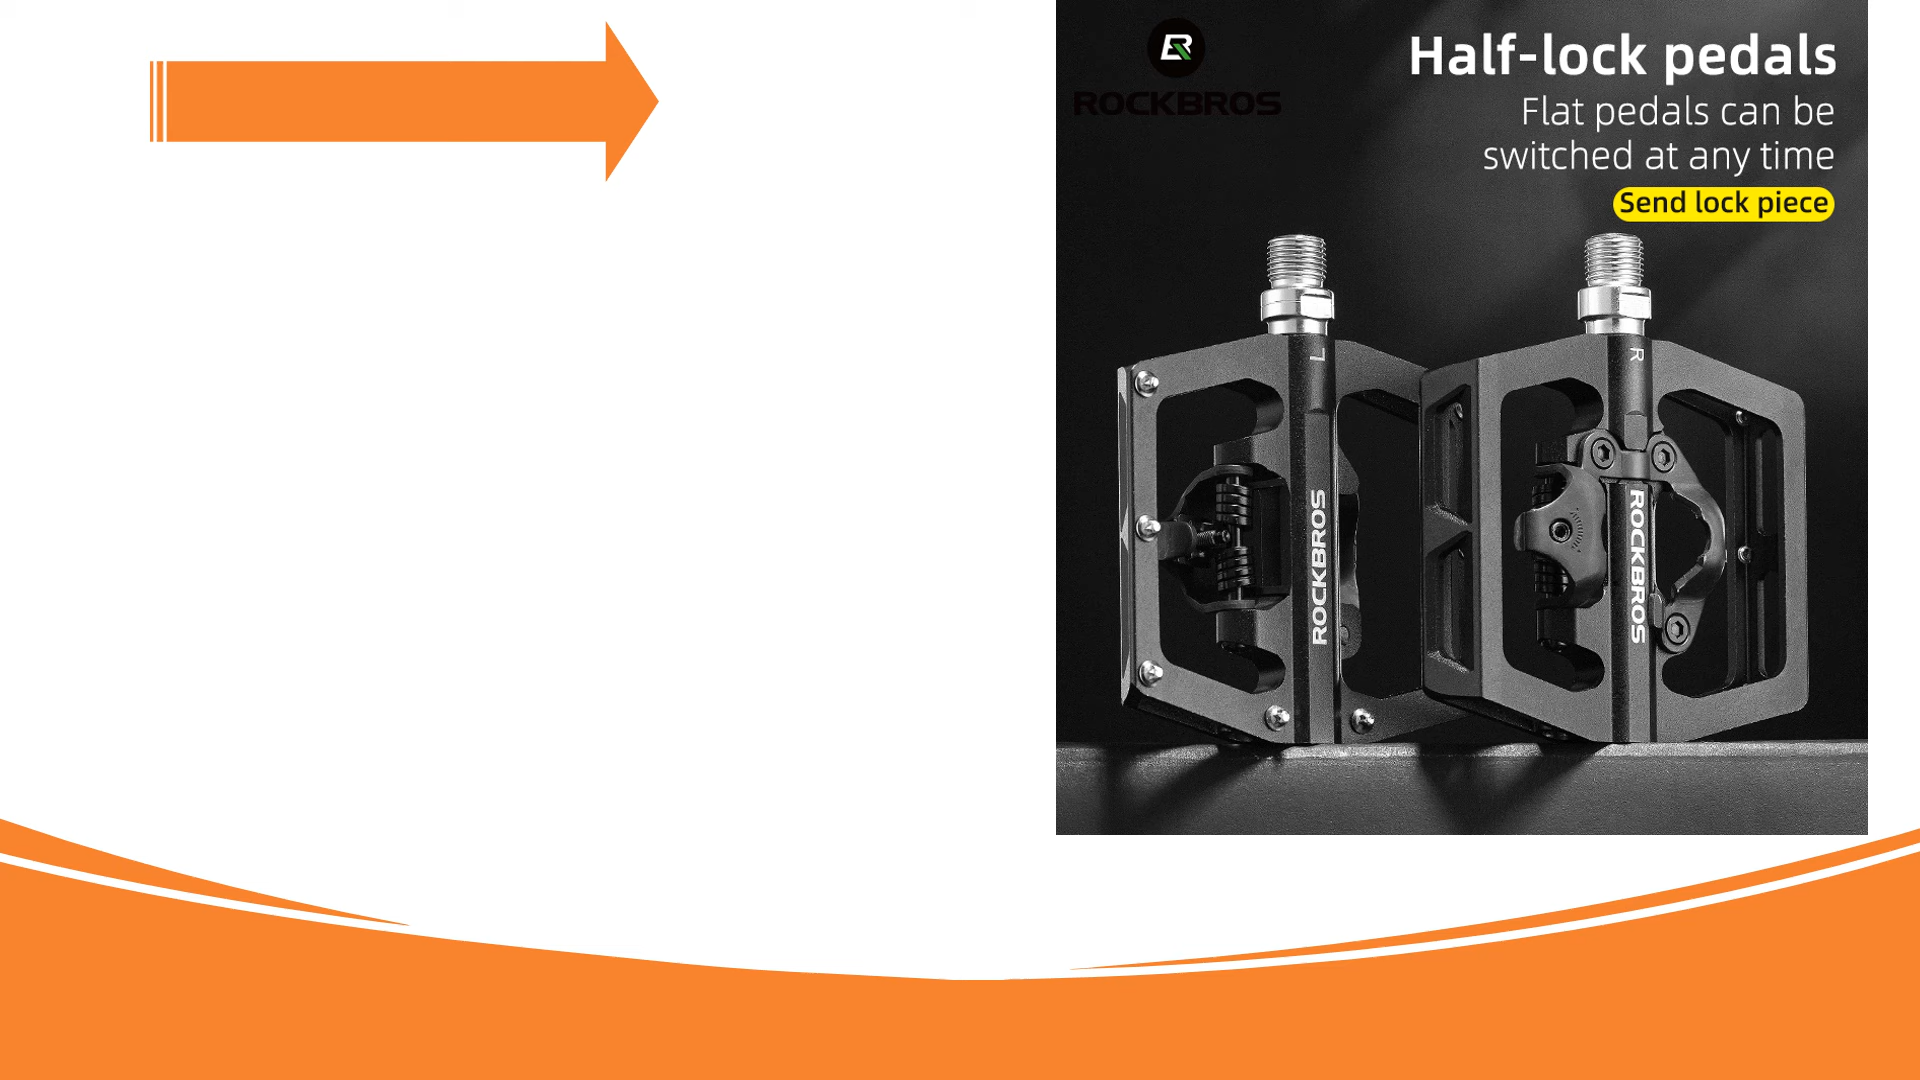 ROCKBROS
Half-lock pedals
Flat pedals can be
switched at any time
Send lock piece
L
R
ROCKBROS
ROCKBROS